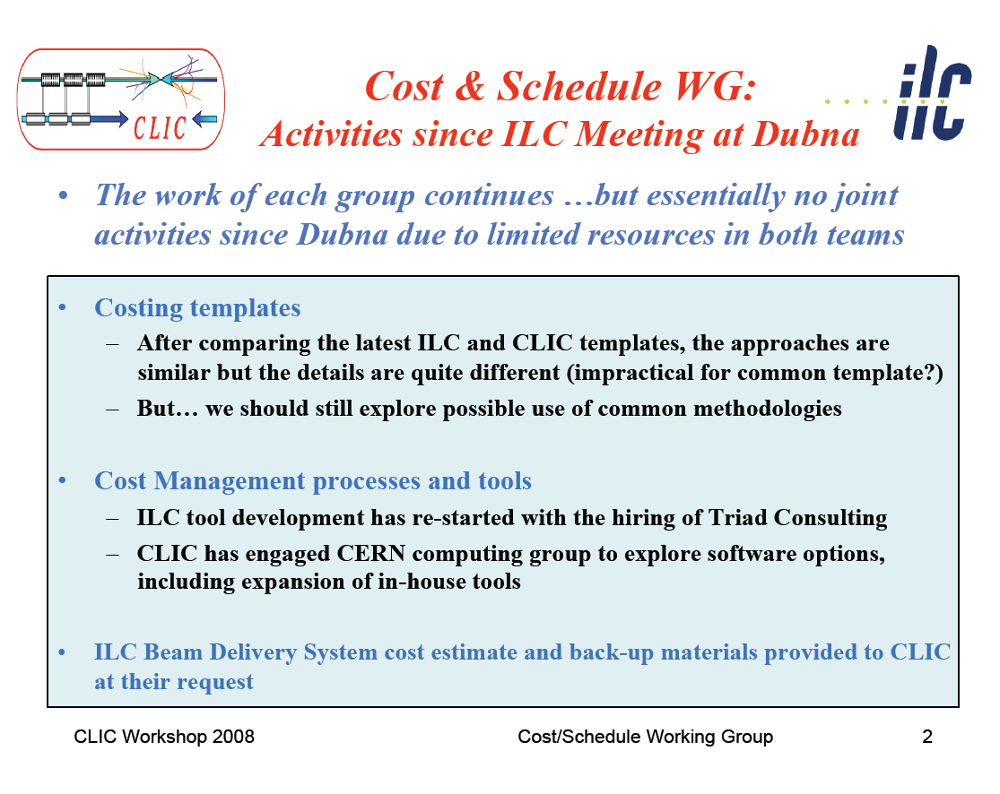 CLIC
ilc
Cost & Schedule WG:
Activities since ILC Meeting at Dubna
• The work of each group continues …but essentially no joint
activities since Dubna due to limited resources in both teams
• Costing templates
– After comparing the latest ILC and CLIC templates, the approaches are
similar but the details are quite different (impractical for common template?)
– But… we should still explore possible use of common methodologies
• Cost Management processes and tools
– ILC tool development has re-started with the hiring of Triad Consulting
– CLIC has engaged CERN computing group to explore software options,
including expansion of in-house tools
• ILC Beam Delivery System cost estimate and back-up materials provided to CLIC
at their request
CLIC Workshop 2008
Cost/Schedule Working Group
2